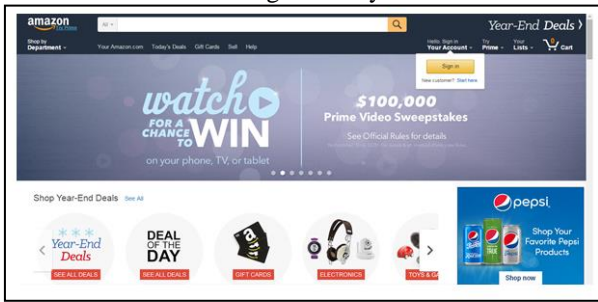 amazon
All
Year-End Deals
Shop by
Department
Your Amazon.com Today's Deals Gift Cards Sell Help
Hello. Sign in
Your Account
Try
Prime
Your
Lists
0
Cart
Sign in
New customer? Start here.
watch
FOR A
CHANCE
TO
WIN
on your phone, TV, or tablet
$100,000
Prime Video Sweepstakes
See Official Rules for details
Shop Year-End Deals See All
Year-End
Deals
SEE ALL DEALS
DEAL
OF THE
DAY
SEE ALL DEALS
GIFT CARDS
ELECTRONICS
TOYS & GA
pepsi
Shop Your
Favorite Pepsi
Products
Shop now